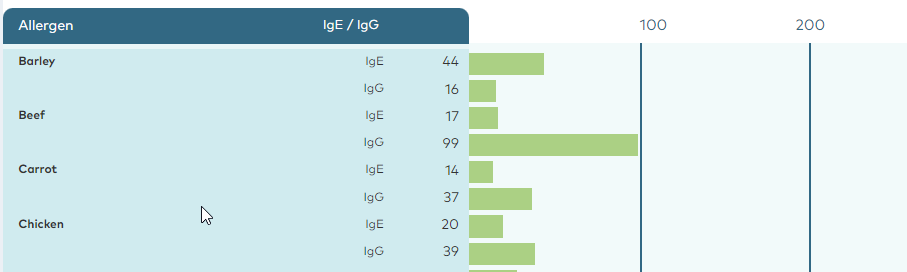 Allergen IgE / IgG 100 200
Barley IgE 44
IgG 16
Beef IgE 17
IgG 99
Carrot IgE 14
IgG 37
Chicken IgE 20
IgG 39